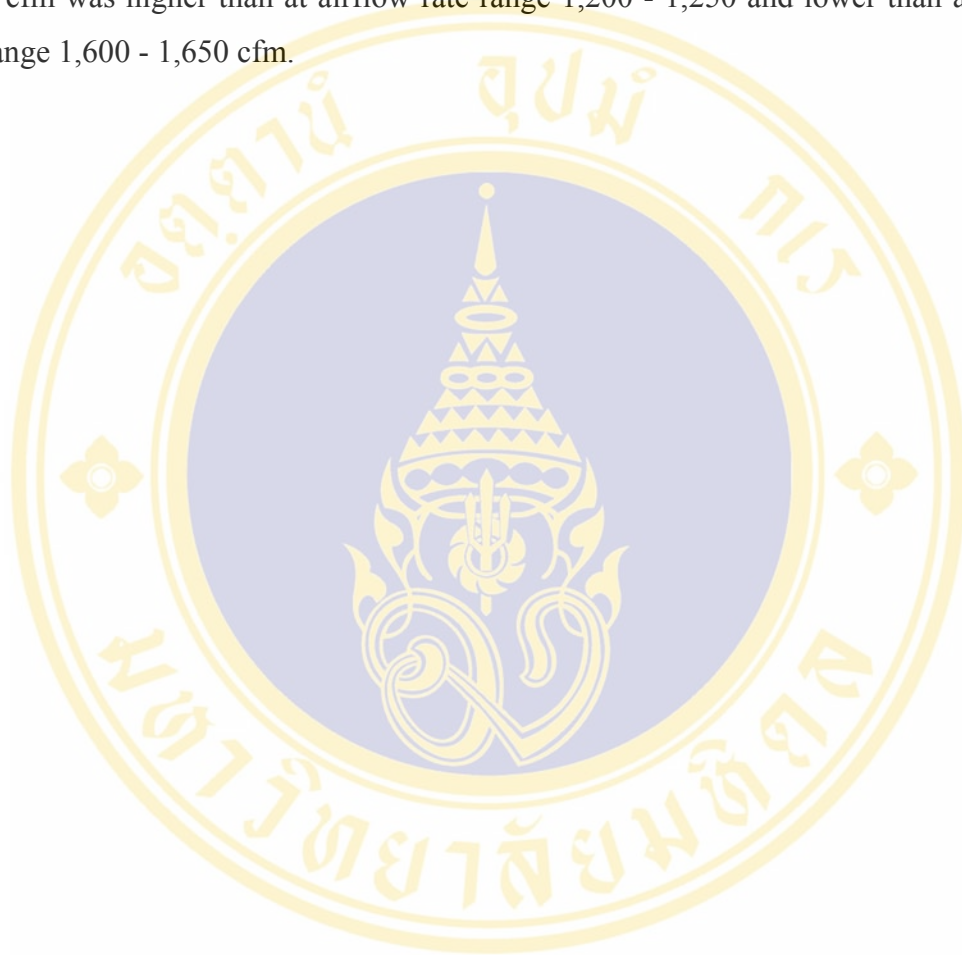 cfm was higher than at airflow rate range 1,200 - 1,250 and lower than a
ange 1,600 - 1,650 cfm.
อตฺตานํ อุปมํ กเร
มหาวิทยาลัยมหิดล